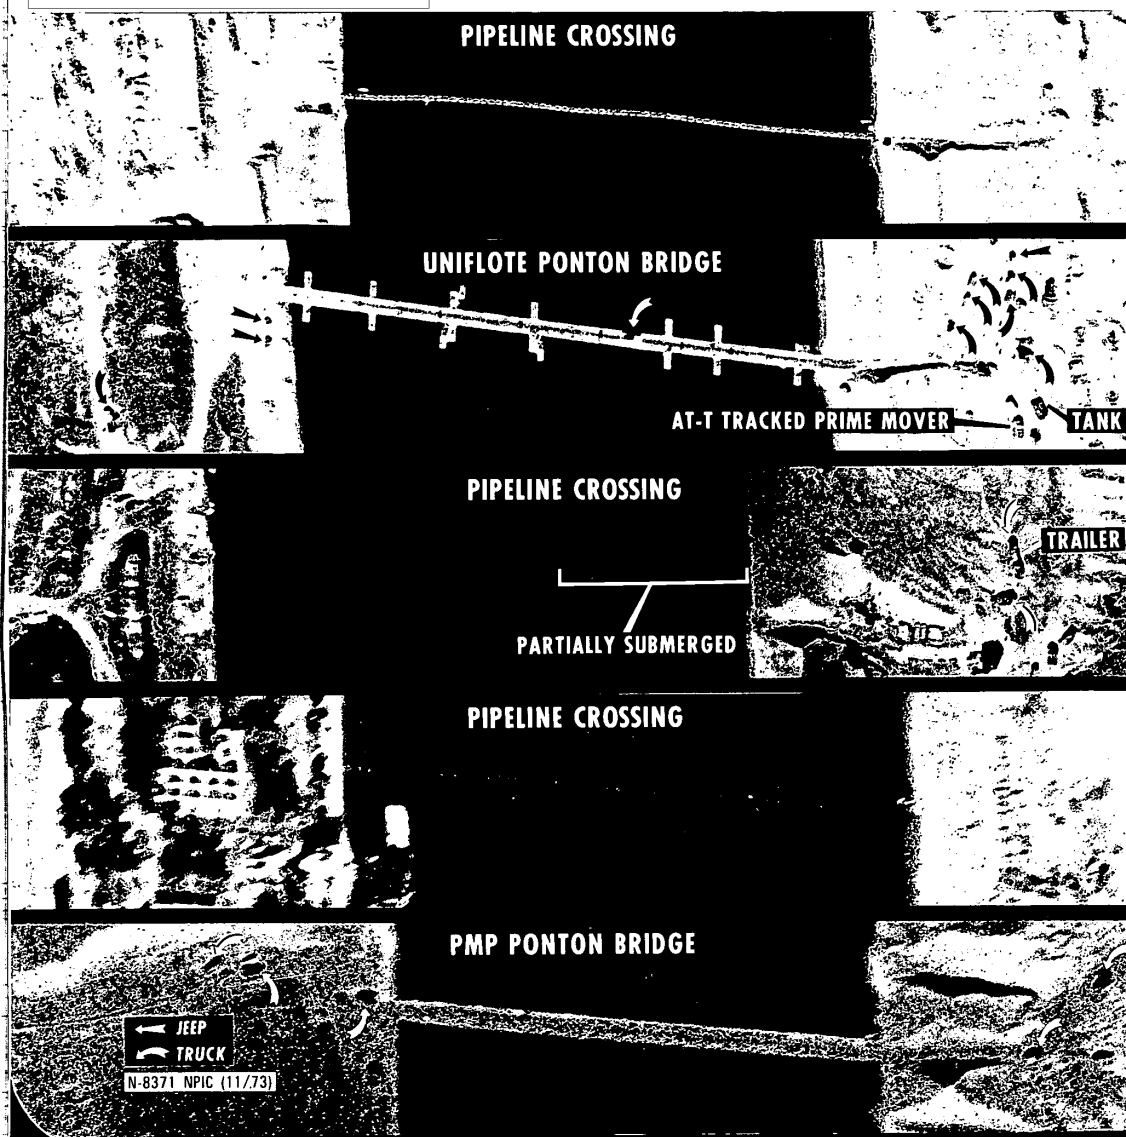 PIPELINE CROSSING
UNIFLOTE PONTON BRIDGE
AT-T TRACKED PRIME MOVER
TANK
PIPELINE CROSSING
TRAILER
PARTIALLY SUBMERGED
PIPELINE CROSSING
PMP PONTON BRIDGE
JEEP
TRUCK
N-8371 NPIC (11/73)